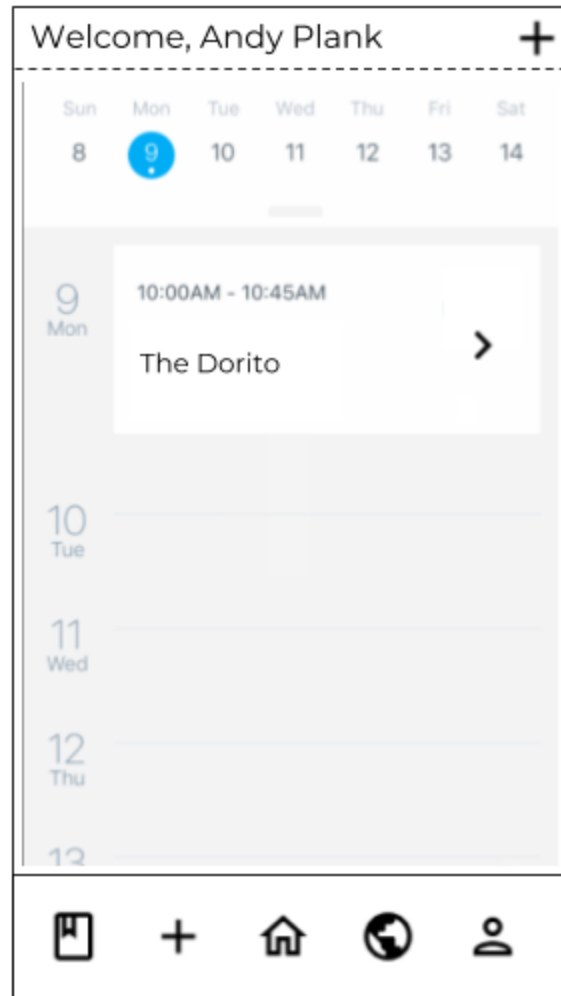 Welcome, Andy Plank
Sun Mon Tue Wed Thu Fri Sat
8 9 10 11 12 13 14
9
Mon
10:00AM - 10:45AM
The Dorito
10
Tue
11
Wed
12
Thu
13